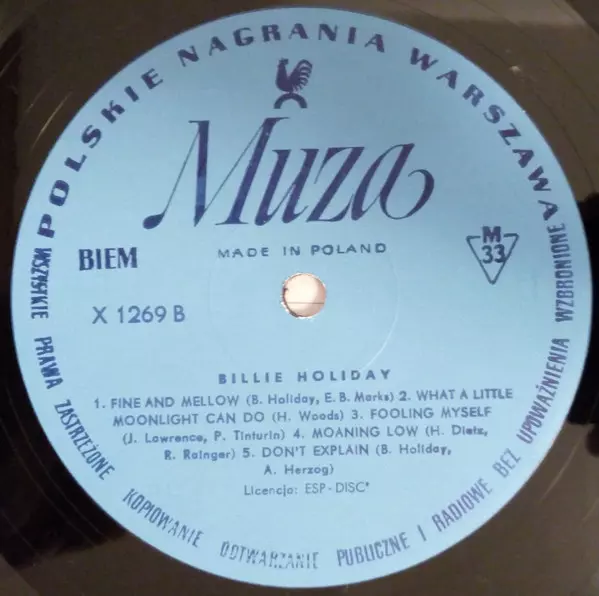 POLSKIE NAGRANIA WARSZAWA
Muza
MADE IN POLAND
BIEM
M
33
X 1269 B
BILLIE HOLIDAY
1. FINE AND MELLOW (B. Holiday, E. B. Marks) 2. WHAT A LITTLE
MOONLIGHT CAN DO (H. Woods) 3. FOOLING MYSELF
(J. Lawrence, P. Tinturin) 4. MOANING LOW (H. Dietz,
R. Rainger) 5. DON'T EXPLAIN (B. Holiday,
A. Herzog)
Licencja: ESP-DISC'
WSZYSTKIE PRAWA ZASTRZEŻONE KOPIOWANIE ODTWARZANIE PUBLICZNE I RADIOWE BEZ UPOWAŻNIENIA WZBRONIONE